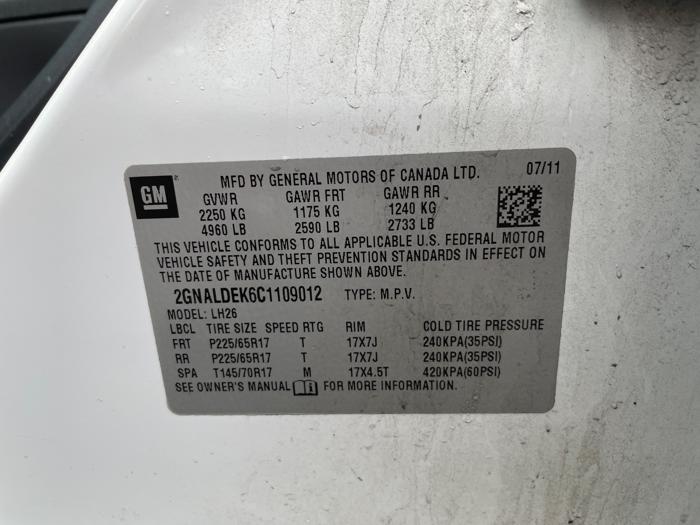 GM
MFD BY GENERAL MOTORS OF CANADA LTD. 07/11
GVWR GAWR FRT GAWR RR
2250 KG 1175 KG 1240 KG
4960 LB 2590 LB 2733 LB
THIS VEHICLE CONFORMS TO ALL APPLICABLE U.S. FEDERAL MOTOR
VEHICLE SAFETY AND THEFT PREVENTION STANDARDS IN EFFECT ON
THE DATE OF MANUFACTURE SHOWN ABOVE.
2GNALDEK6C1109012 TYPE: M.P.V.
MODEL: LH26
LBCL TIRE SIZE SPEED RTG RIM COLD TIRE PRESSURE
FRT P225/65R17 T 17X7J 240KPA(35PSI)
RR P225/65R17 T 17X7J 240KPA(35PSI)
SPA T145/70R17 M 17X4.5T 420KPA(60PSI)
SEE OWNER'S MANUAL i FOR MORE INFORMATION.